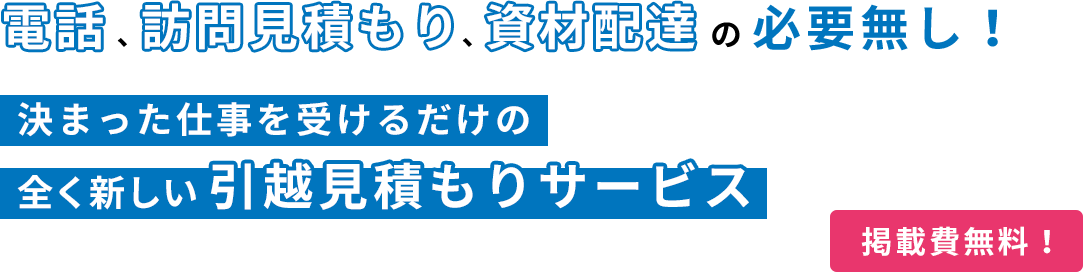 電話、訪問見積もり、資材配達の必要無し！
決まった仕事を受けるだけの
全く新しい引越見積もりサービス
掲載費無料！